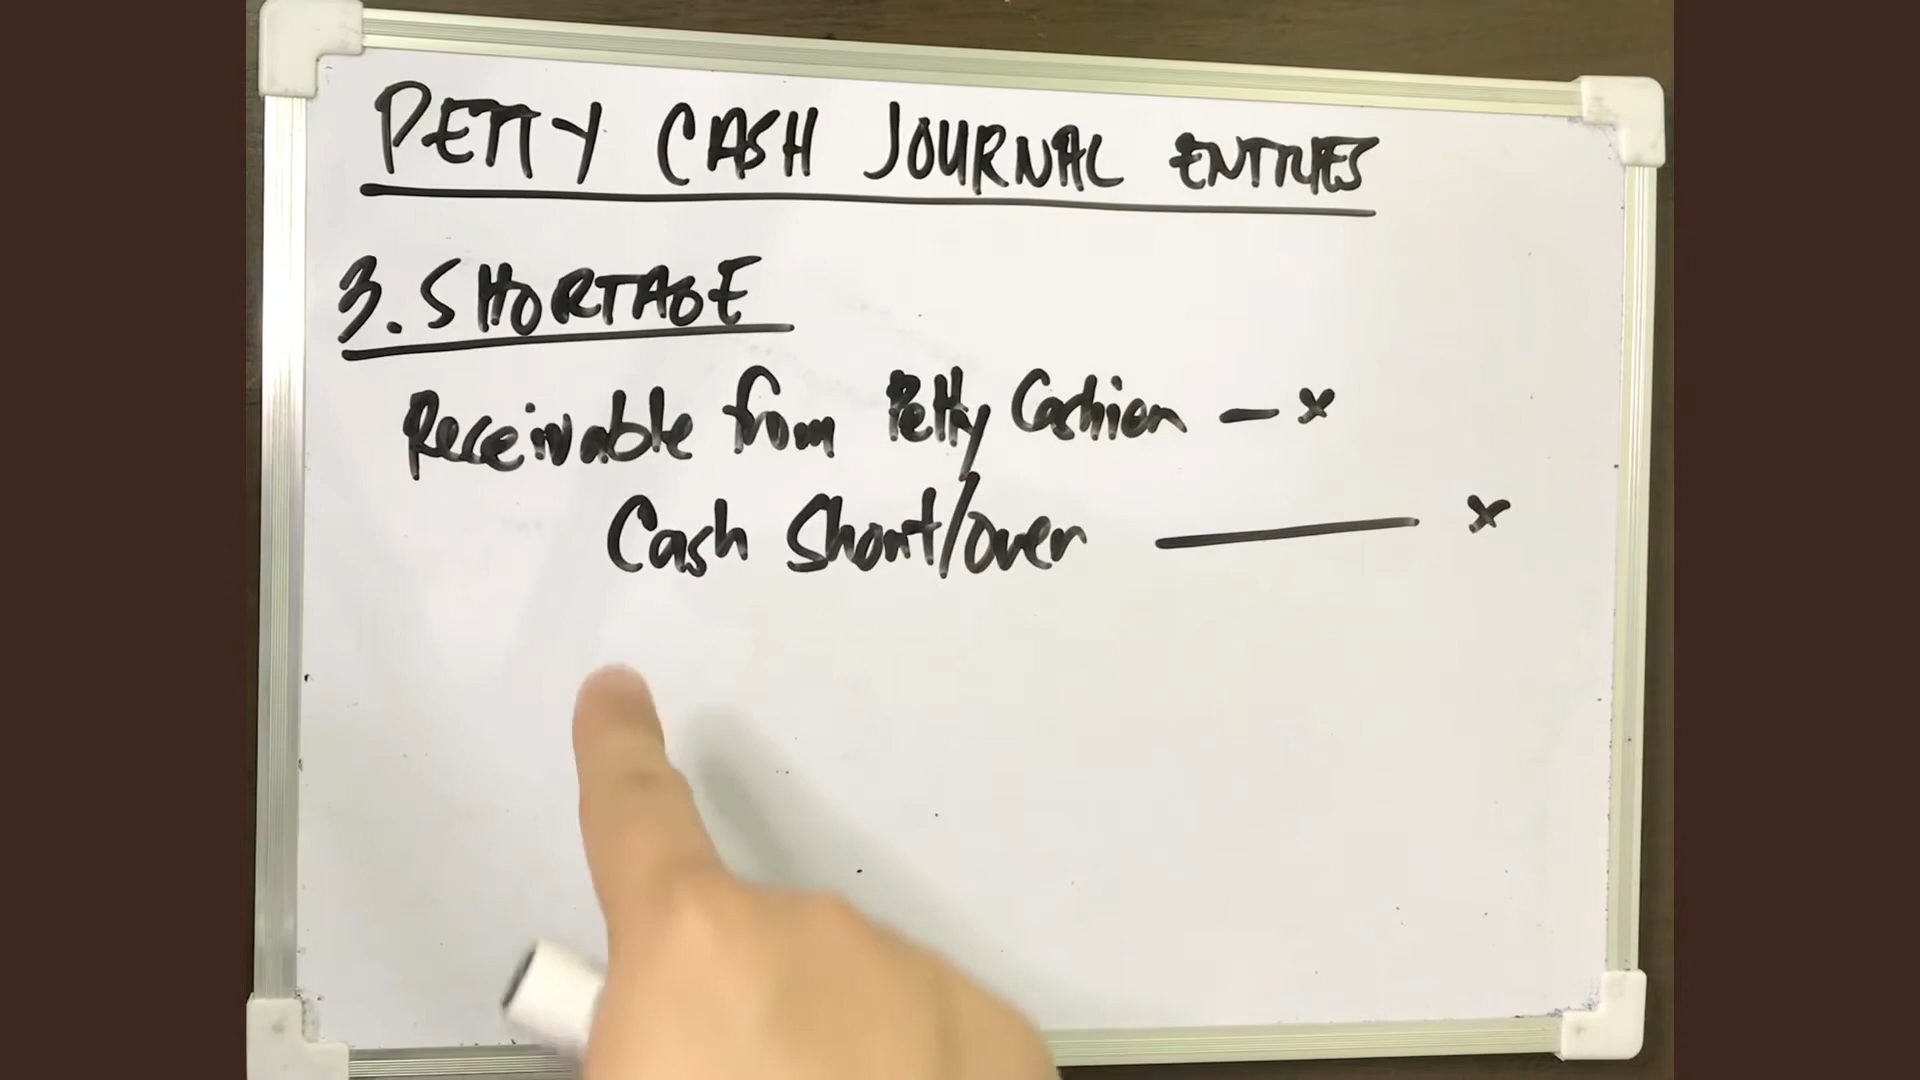 PETTY CASH JOURNAL ENTRIES
3. SHORTAGE
Receivable from Petty Cashier — x
Cash Short/over — x